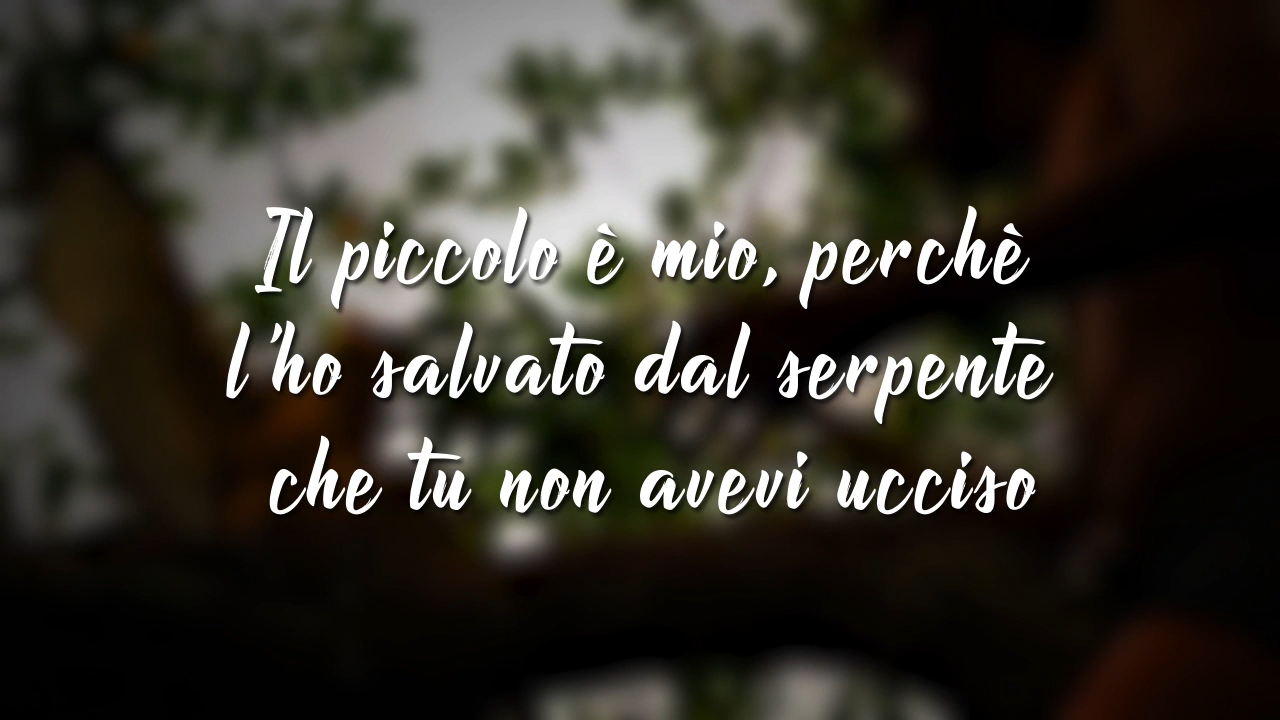 Il piccolo è mio, perchè
l'ho salvato dal serpente
che tu non avevi ucciso